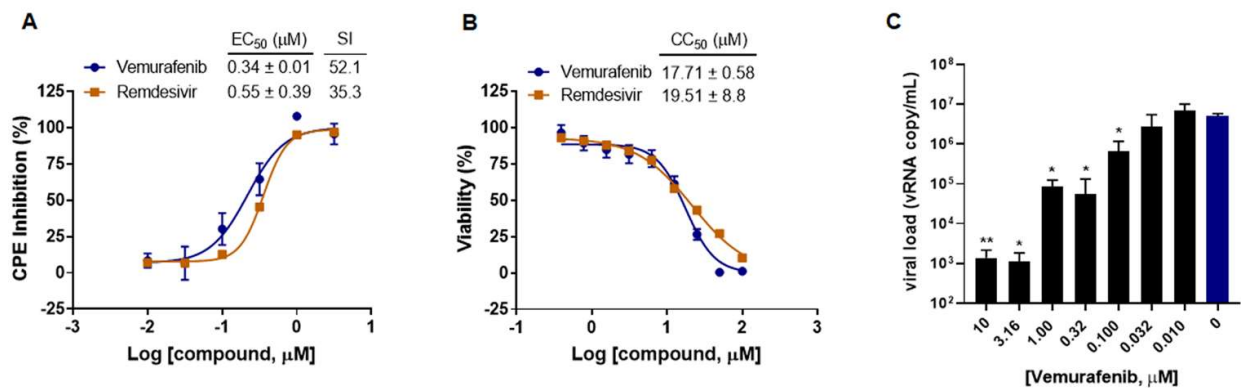 A
EC50 (μM) SI
Vemurafenib 0.34 ± 0.01 52.1
Remdesivir 0.55 ± 0.39 35.3
CPE Inhibition (%)
125
100
75
50
25
0
-25
-3 -2 -1 0 1
Log [compound, μM]
B
CC50 (μM)
Vemurafenib 17.71 ± 0.58
Remdesivir 19.51 ± 8.8
Viability (%)
125
100
75
50
25
0
-25
-1 0 1 2 3
Log [compound, μM]
C
viral load (vRNA copy/mL)
10^8
10^7
10^6
10^5
10^4
10^3
10^2
** * * * *
10 3.16 1.00 0.32 0.100 0.032 0.010 0
[Vemurafenib, μM]